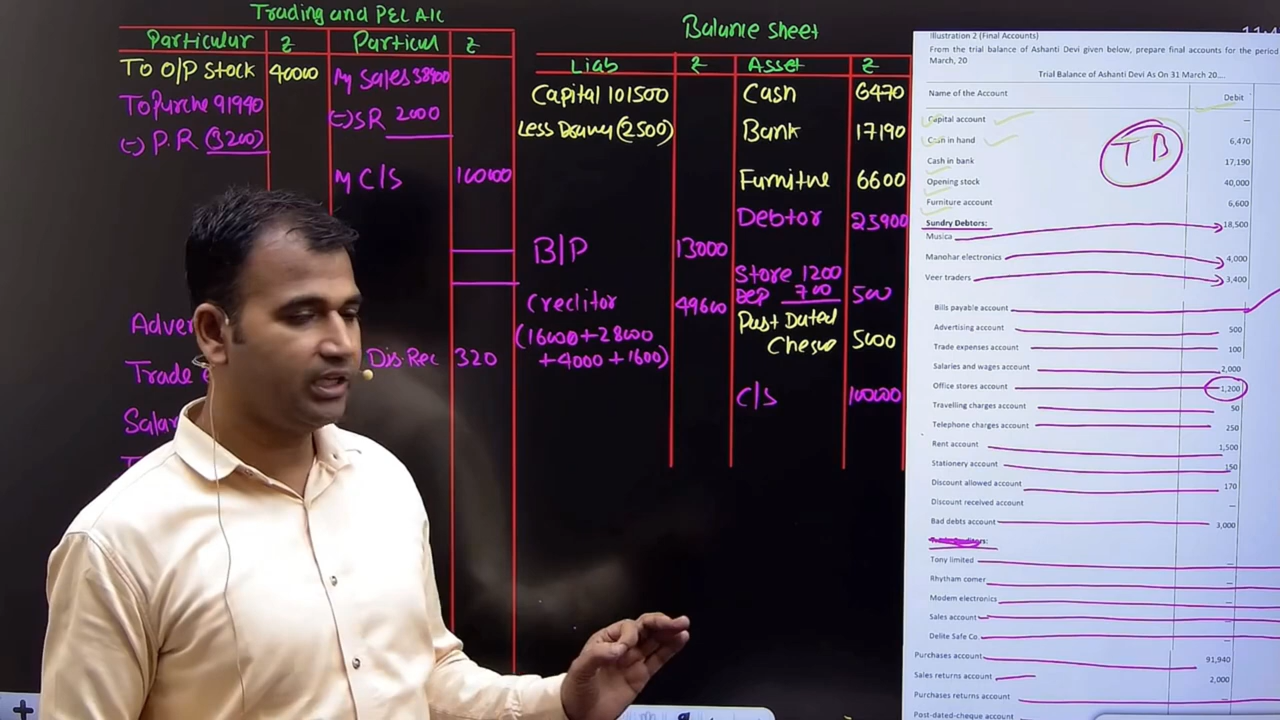 Trading and P&L A/C
Particular ₹ Particul ₹
To O/P Stock 40000 By Sales 38900
To Purche 91940 (-) SR 2000
(-) P.R (3200)
By C/S 100000
Adver
Trade Dis. Rec 320
Salar
Balance Sheet
Liab ₹ Asset ₹
Capital 101500 Cash 6470
Less Drawy (2500) Bank 17190
Furnitue 6600
Debtor 25900
B/P 13000
Store 1200
Creditor 49600 DEP 700 500
(16000+28000 Post Dated
+4000+1600) Cheque 5000
C/S 100000
11:4
Illustration 2 (Final Accounts)
From the trial balance of Ashanti Devi given below, prepare final accounts for the period
March, 20
Trial Balance of Ashanti Devi As On 31 March 20....
Name of the Account Debit
Capital account —
TB
Cash in hand 6,470
Cash in bank 17,190
Opening stock 40,000
Furniture account 6,600
Sundry Debtors:
Musica 18,500
Manohar electronics 4,000
Veer traders 3,400
Bills payable account
Advertising account 500
Trade expenses account 100
Salaries and wages account 2,000
Office stores account 1,200
Travelling charges account 50
Telephone charges account 250
Rent account 1,500
Stationery account 150
Discount allowed account 170
Discount received account
Bad debts account 3,000
Tony limited —
Rhytham corner —
Modem electronics —
Sales account —
Delite Safe Co. —
Purchases account 91,940
Sales returns account 2,000
Purchases returns account
Post-dated-cheque account